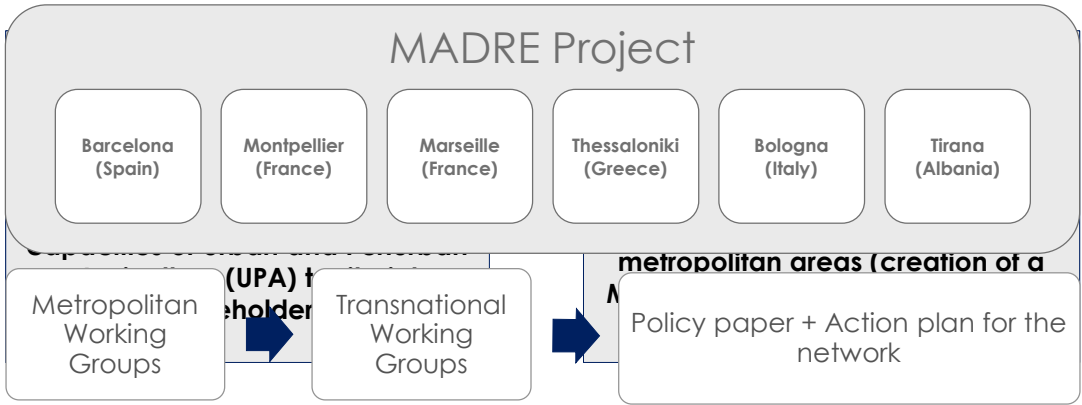 MADRE Project
Barcelona
(Spain)
Montpellier
(France)
Marseille
(France)
Thessaloniki
(Greece)
Bologna
(Italy)
Tirana
(Albania)
(UPA)
metropolitan areas (creation of a
Metropolitan
Working
Groups
Transnational
Working
Groups
Policy paper + Action plan for the
network